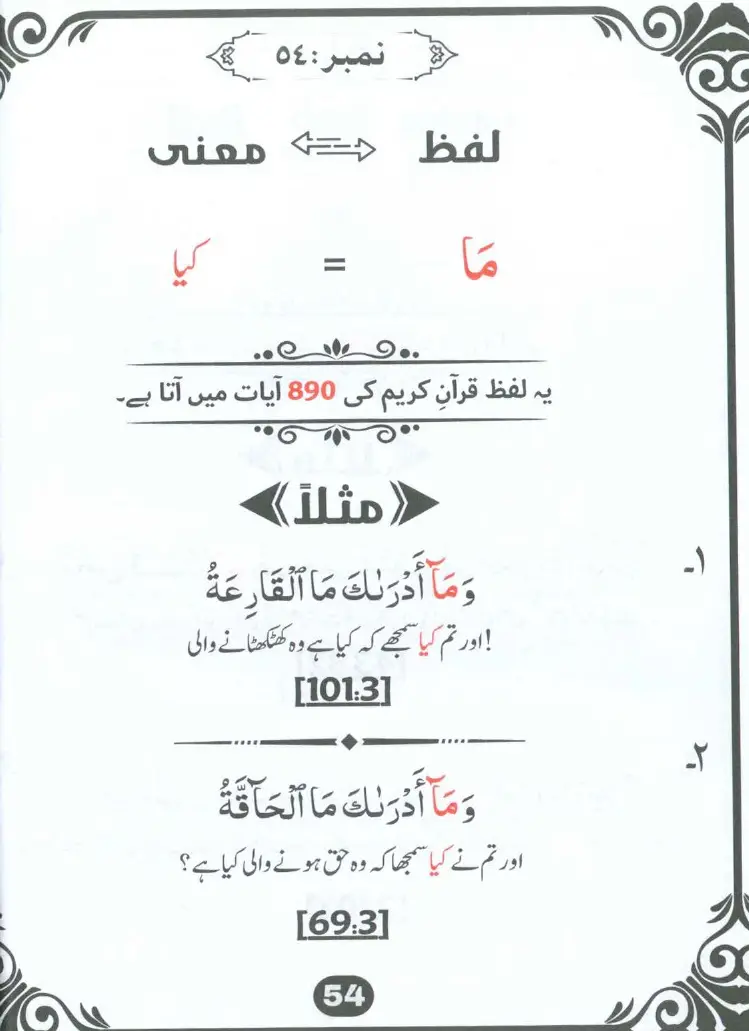 نمبر: ٥٤
لفظ معنی
مَا = کیا
یہ لفظ قرآنِ کریم کی 890 آیات میں آتا ہے۔
مثلاً
١۔
وَمَآ أَدْرَىٰكَ مَا ٱلْقَارِعَةُ
اور تم کیا سمجھے کہ کیا ہے وہ کھٹکھٹانے والی!
[101:3]
٢۔
وَمَآ أَدْرَىٰكَ مَا ٱلْحَآقَّةُ
اور تم نے کیا سمجھا کہ وہ حق ہونے والی کیا ہے؟
[69:3]
54